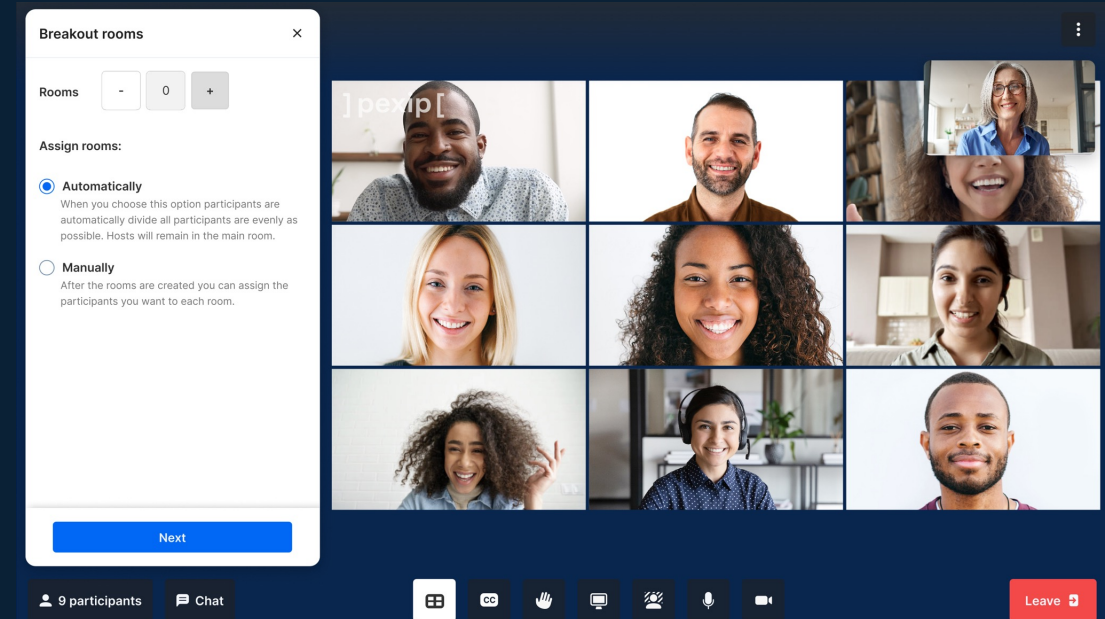 Breakout rooms
Rooms - 0 +
Assign rooms:
Automatically
When you choose this option participants are
automatically divide all participants are evenly as
possible. Hosts will remain in the main room.
Manually
After the rooms are created you can assign the
participants you want to each room.
Next
]pexip[
9 participants
Chat
CC
Leave